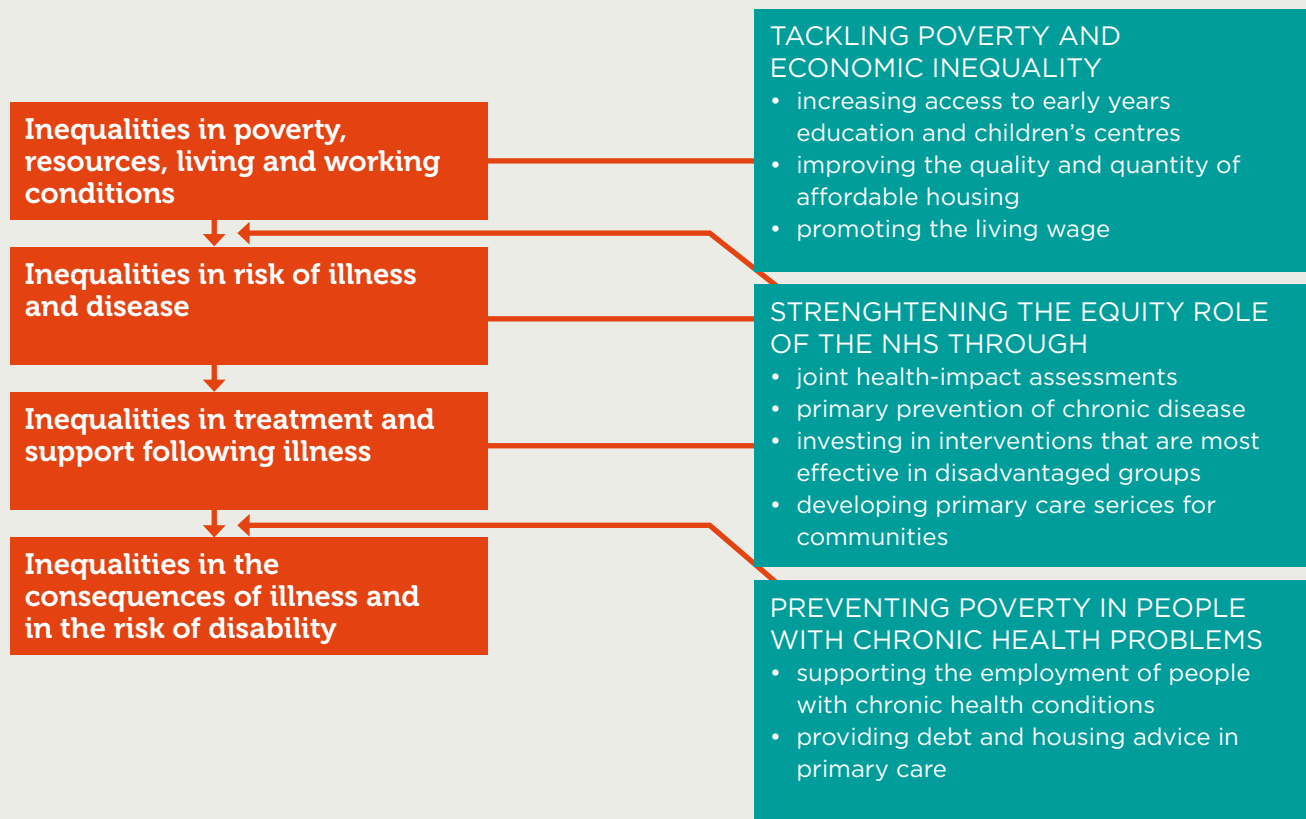 Inequalities in poverty,
resources, living and working
conditions
Inequalities in risk of illness
and disease
Inequalities in treatment and
support following illness
Inequalities in the
consequences of illness and
in the risk of disability
TACKLING POVERTY AND
ECONOMIC INEQUALITY
• increasing access to early years
education and children’s centres
• improving the quality and quantity of
affordable housing
• promoting the living wage
STRENGHTENING THE EQUITY ROLE
OF THE NHS THROUGH
• joint health-impact assessments
• primary prevention of chronic disease
• investing in interventions that are most
effective in disadvantaged groups
• developing primary care serices for
communities
PREVENTING POVERTY IN PEOPLE
WITH CHRONIC HEALTH PROBLEMS
• supporting the employment of people
with chronic health conditions
• providing debt and housing advice in
primary care